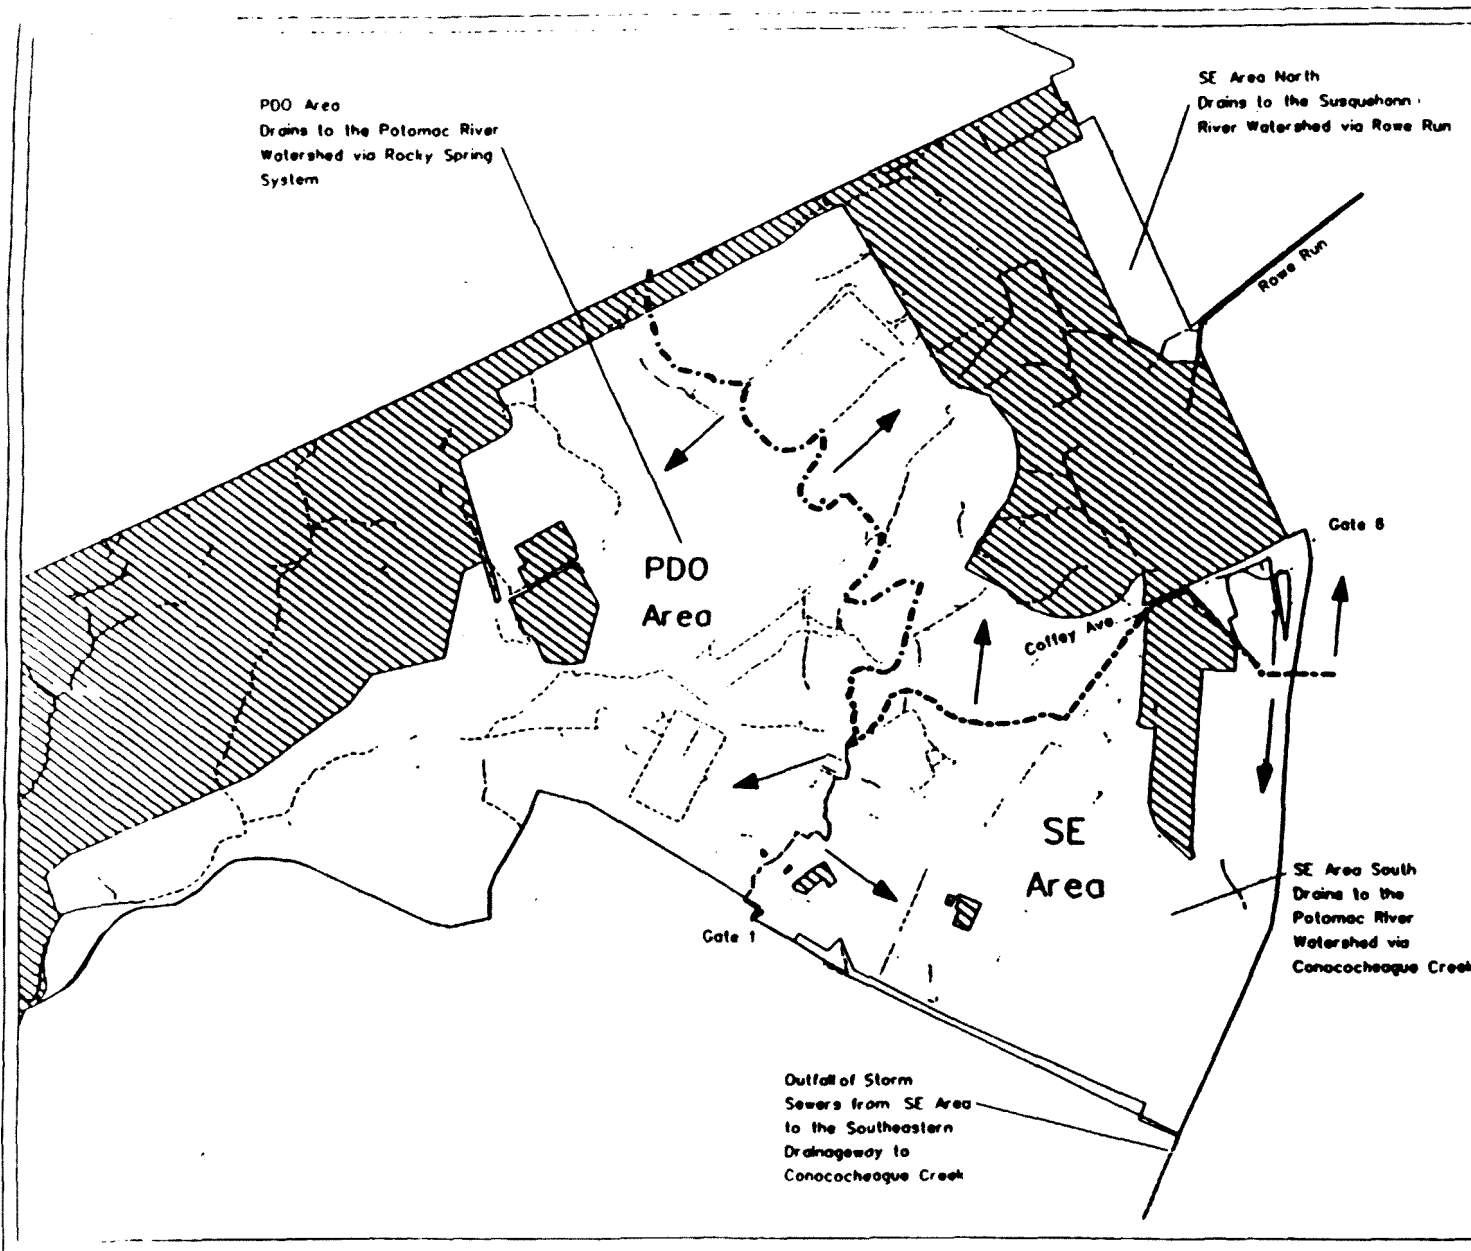 PDO Area
Drains to the Potomac River
Watershed via Rocky Spring
System
SE Area North
Drains to the Susquehann
River Watershed via Rowe Run
Rowe Run
Gate 6
PDO
Area
Coffey Ave
SE
Area
SE Area South
Drains to the
Potomac River
Watershed via
Conococheague Creek
Gate 1
Outfall of Storm
Sewers from SE Area
to the Southeastern
Drainageway to
Conococheague Creek